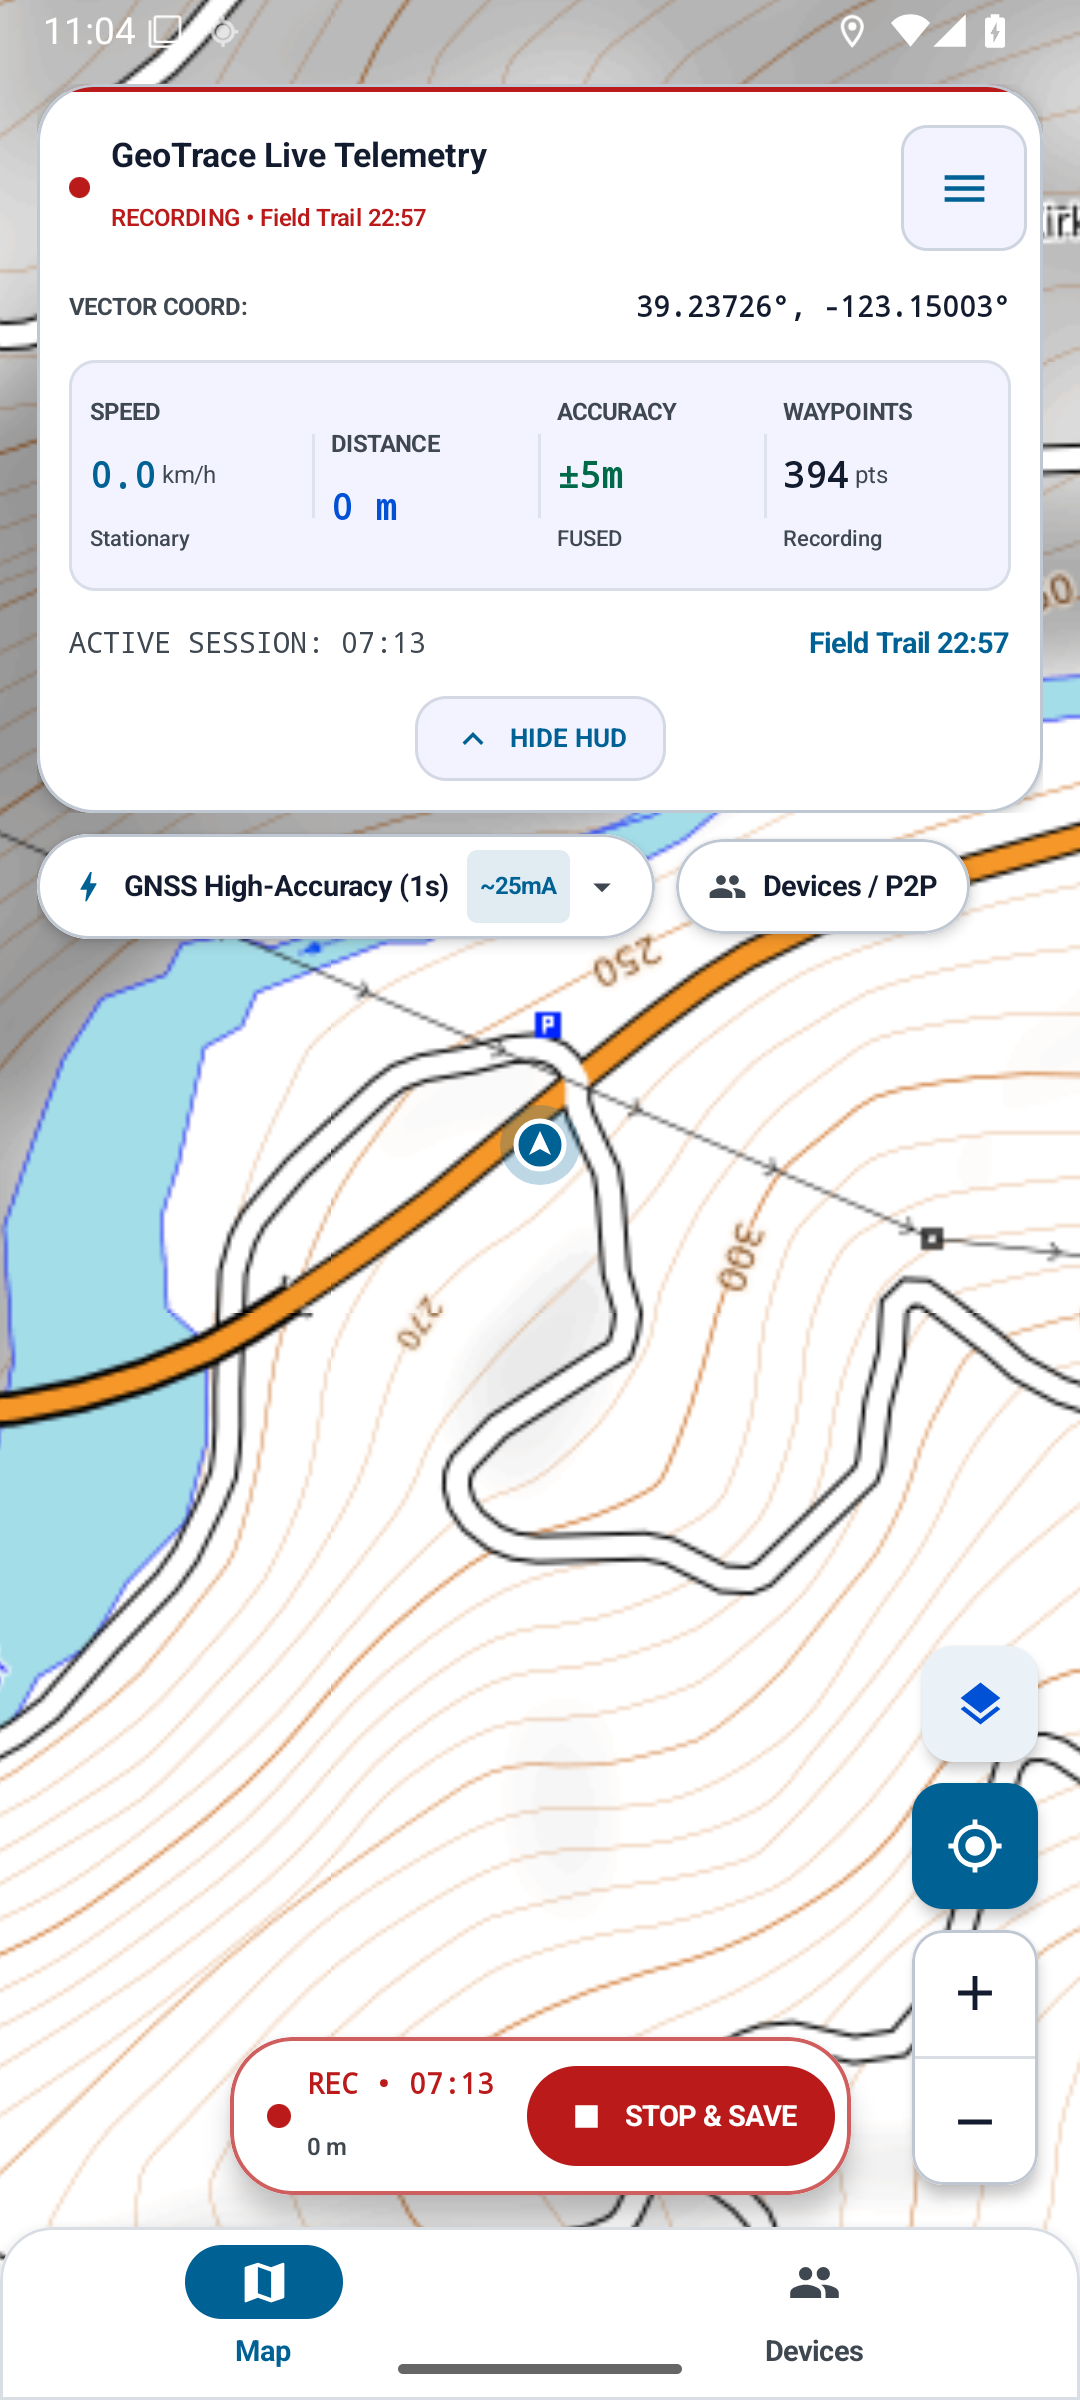 11:04
GeoTrace Live Telemetry
RECORDING • Field Trail 22:57
VECTOR COORD:
39.23726°, -123.15003°
SPEED
0.0 km/h
Stationary
DISTANCE
0 m
ACCURACY
±5m
FUSED
WAYPOINTS
394 pts
Recording
ACTIVE SESSION: 07:13
Field Trail 22:57
HIDE HUD
GNSS High-Accuracy (1s)
~25mA
Devices / P2P
250
P
300
270
REC • 07:13
0 m
STOP & SAVE
Map
Devices